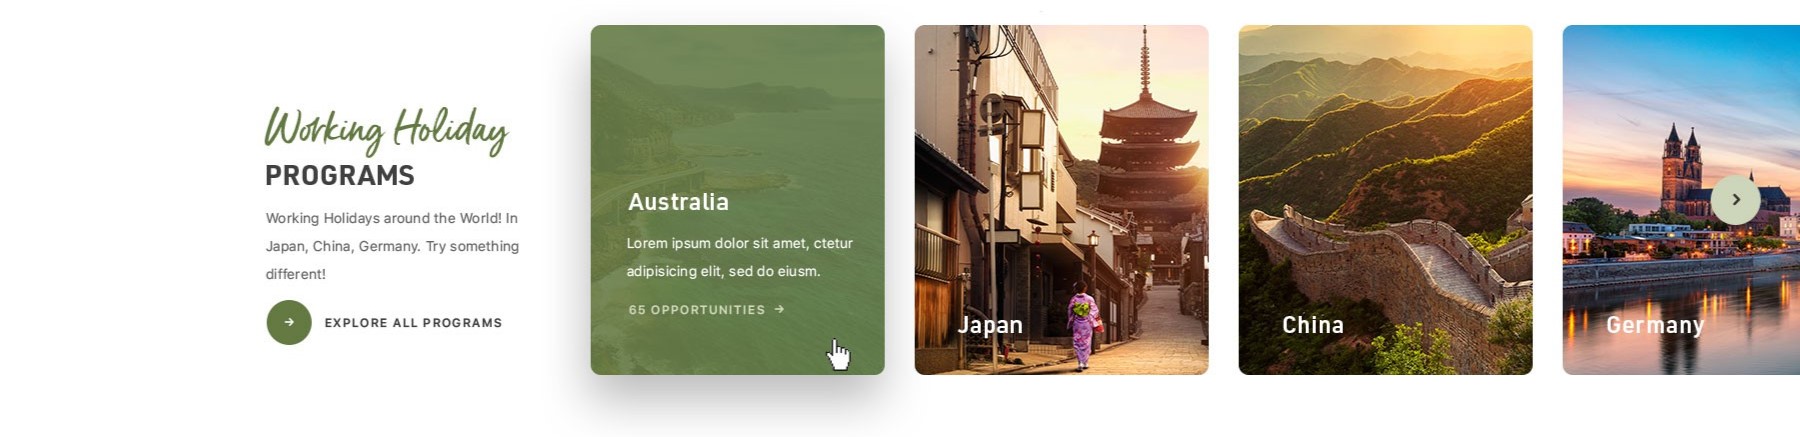 Working Holiday
PROGRAMS
Working Holidays around the World! In
Japan, China, Germany. Try something
different!
EXPLORE ALL PROGRAMS
Australia
Lorem ipsum dolor sit amet, ctetur
adipisicing elit, sed do eiusm.
65 OPPORTUNITIES
Japan
China
Germany